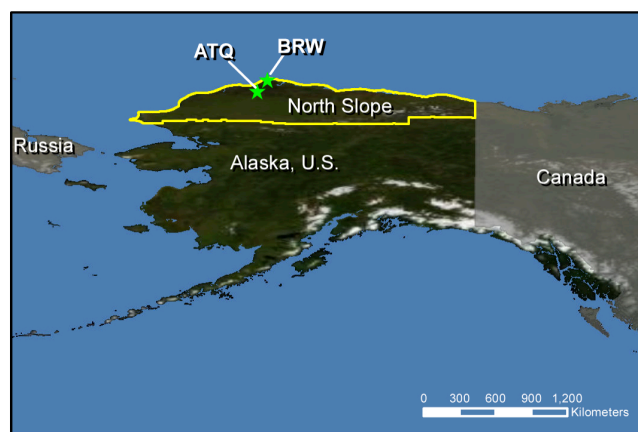 ATQ
BRW
North Slope
Russia
Alaska, U.S.
Canada
0 300 600 900 1,200
Kilometers